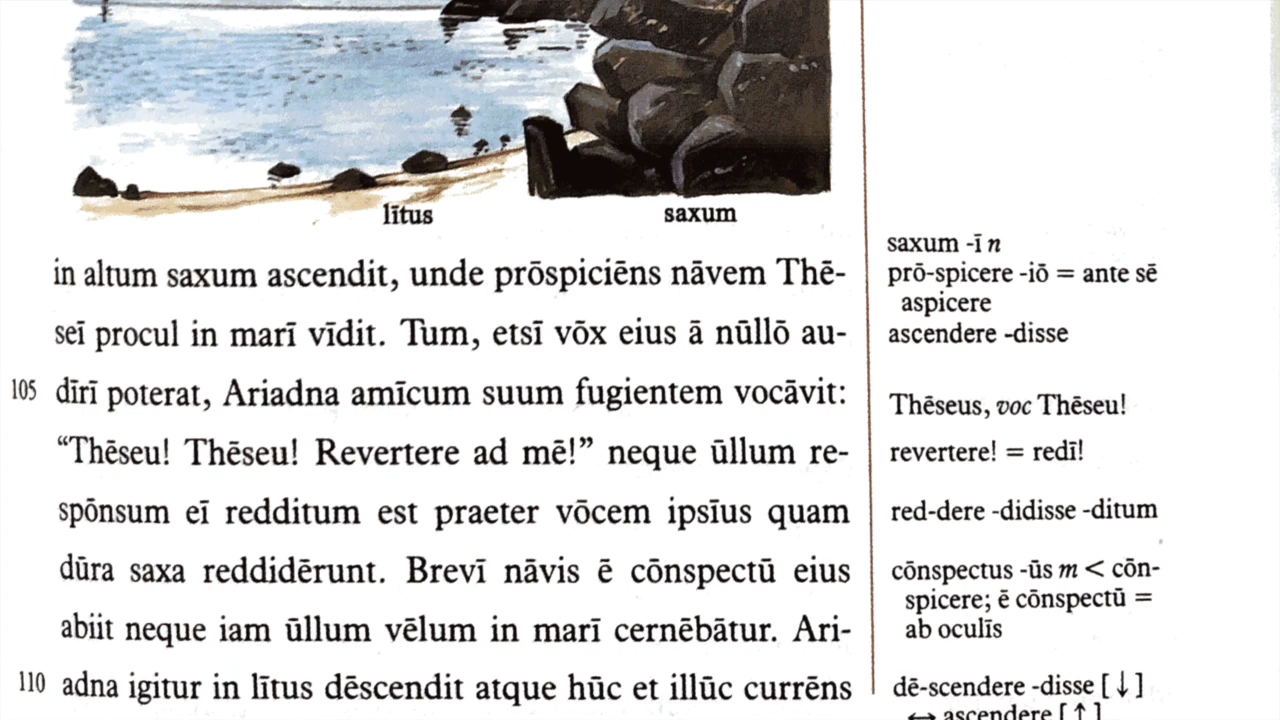 lītus
saxum
in altum saxum ascendit, unde prōspiciēns nāvem Thē-
seī procul in marī vīdit. Tum, etsī vōx eius ā nūllō au-
105 dīrī poterat, Ariadna amīcum suum fugientem vocāvit:
“Thēseu! Thēseu! Revertere ad mē!” neque ūllum re-
spōnsum eī redditum est praeter vōcem ipsīus quam
dūra saxa reddidērunt. Brevī nāvis ē cōnspectū eius
abiit neque iam ūllum vēlum in marī cernēbātur. Ari-
110 adna igitur in lītus dēscendit atque hūc et illūc currēns
saxum -ī n
prō-spicere -iō = ante sē
aspicere
ascendere -disse
Thēseus, voc Thēseu!
revertere! = redī!
red-dere -didisse -ditum
cōnspectus -ūs m < cōn-
spicere; ē cōnspectū =
ab oculīs
dē-scendere -disse [↓]
↔ ascendere [↑]